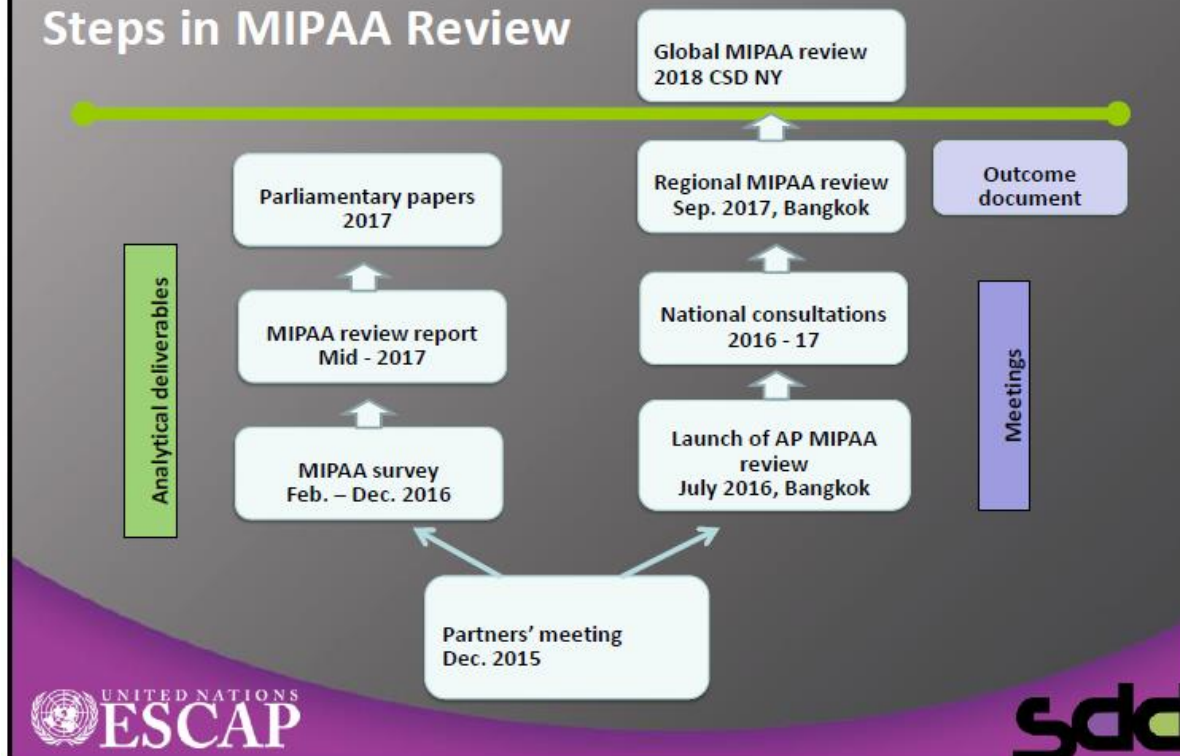 Steps in MIPAA Review
Global MIPAA review
2018 CSD NY
Parliamentary papers
2017
Regional MIPAA review
Sep. 2017, Bangkok
Outcome
document
Analytical deliverables
MIPAA review report
Mid - 2017
National consultations
2016 - 17
Meetings
MIPAA survey
Feb. – Dec. 2016
Launch of AP MIPAA
review
July 2016, Bangkok
Partners’ meeting
Dec. 2015
UNITED NATIONS
ESCAP
sdd